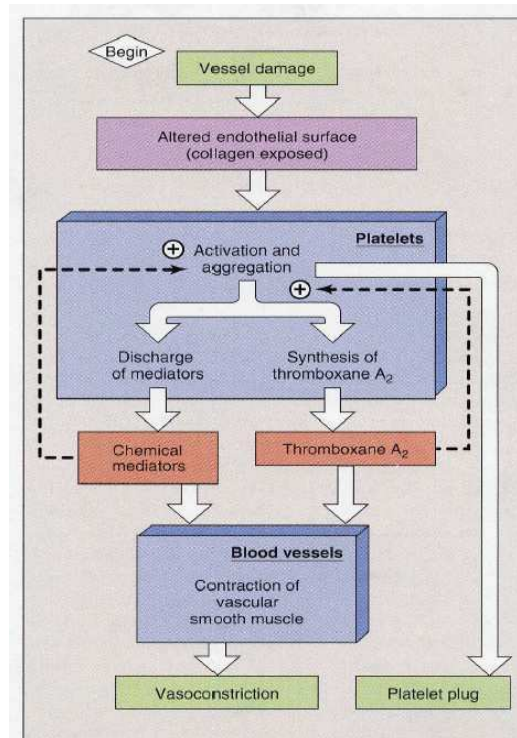 Begin
Vessel damage
Altered endothelial surface
(collagen exposed)
Platelets
+
Activation and
aggregation
+
Discharge
of mediators
Synthesis of
thromboxane A₂
Chemical
mediators
Thromboxane A₂
Blood vessels
Contraction of
vascular
smooth muscle
Vasoconstriction
Platelet plug